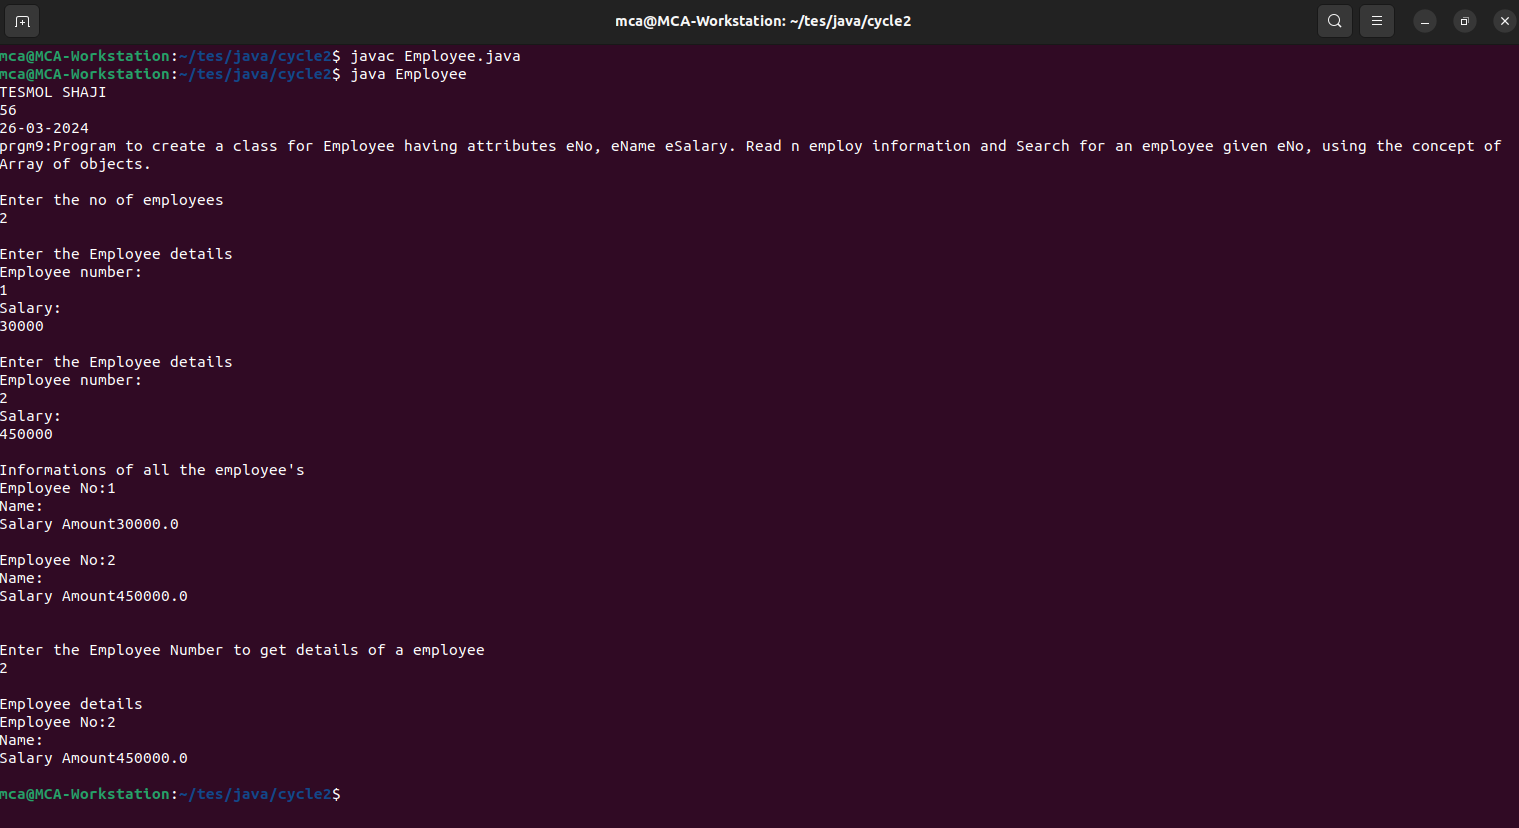 mca@MCA-Workstation: ~/tes/java/cycle2
mca@MCA-Workstation:~/tes/java/cycle2$ javac Employee.java
mca@MCA-Workstation:~/tes/java/cycle2$ java Employee
TESMOL SHAJI
56
26-03-2024
prgm9:Program to create a class for Employee having attributes eNo, eName eSalary. Read n employ information and Search for an employee given eNo, using the concept of
Array of objects.
Enter the no of employees
2
Enter the Employee details
Employee number:
1
Salary:
30000
Enter the Employee details
Employee number:
2
Salary:
450000
Informations of all the employee's
Employee No:1
Name:
Salary Amount30000.0
Employee No:2
Name:
Salary Amount450000.0
Enter the Employee Number to get details of a employee
2
Employee details
Employee No:2
Name:
Salary Amount450000.0
mca@MCA-Workstation:~/tes/java/cycle2$